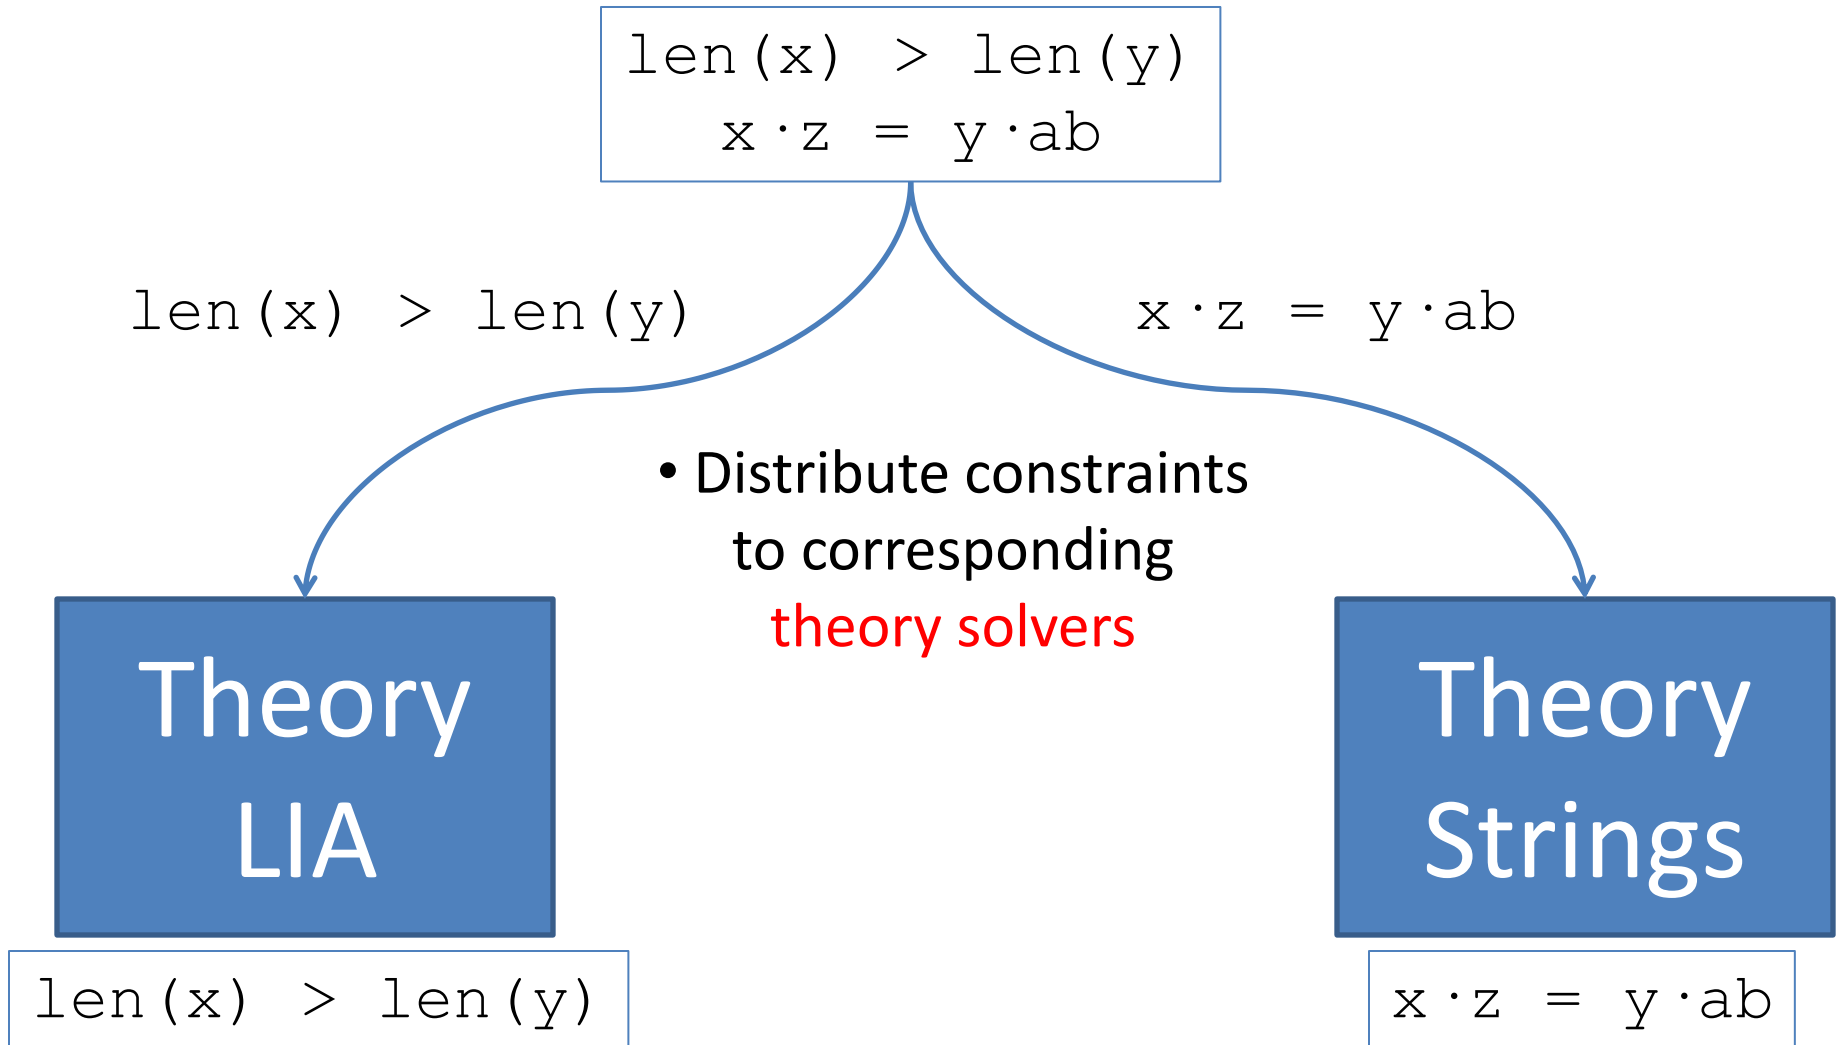 len(x) > len(y)
x·z = y·ab
len(x) > len(y)
x·z = y·ab
• Distribute constraints
to corresponding
theory solvers
Theory
LIA
Theory
Strings
len(x) > len(y)
x·z = y·ab